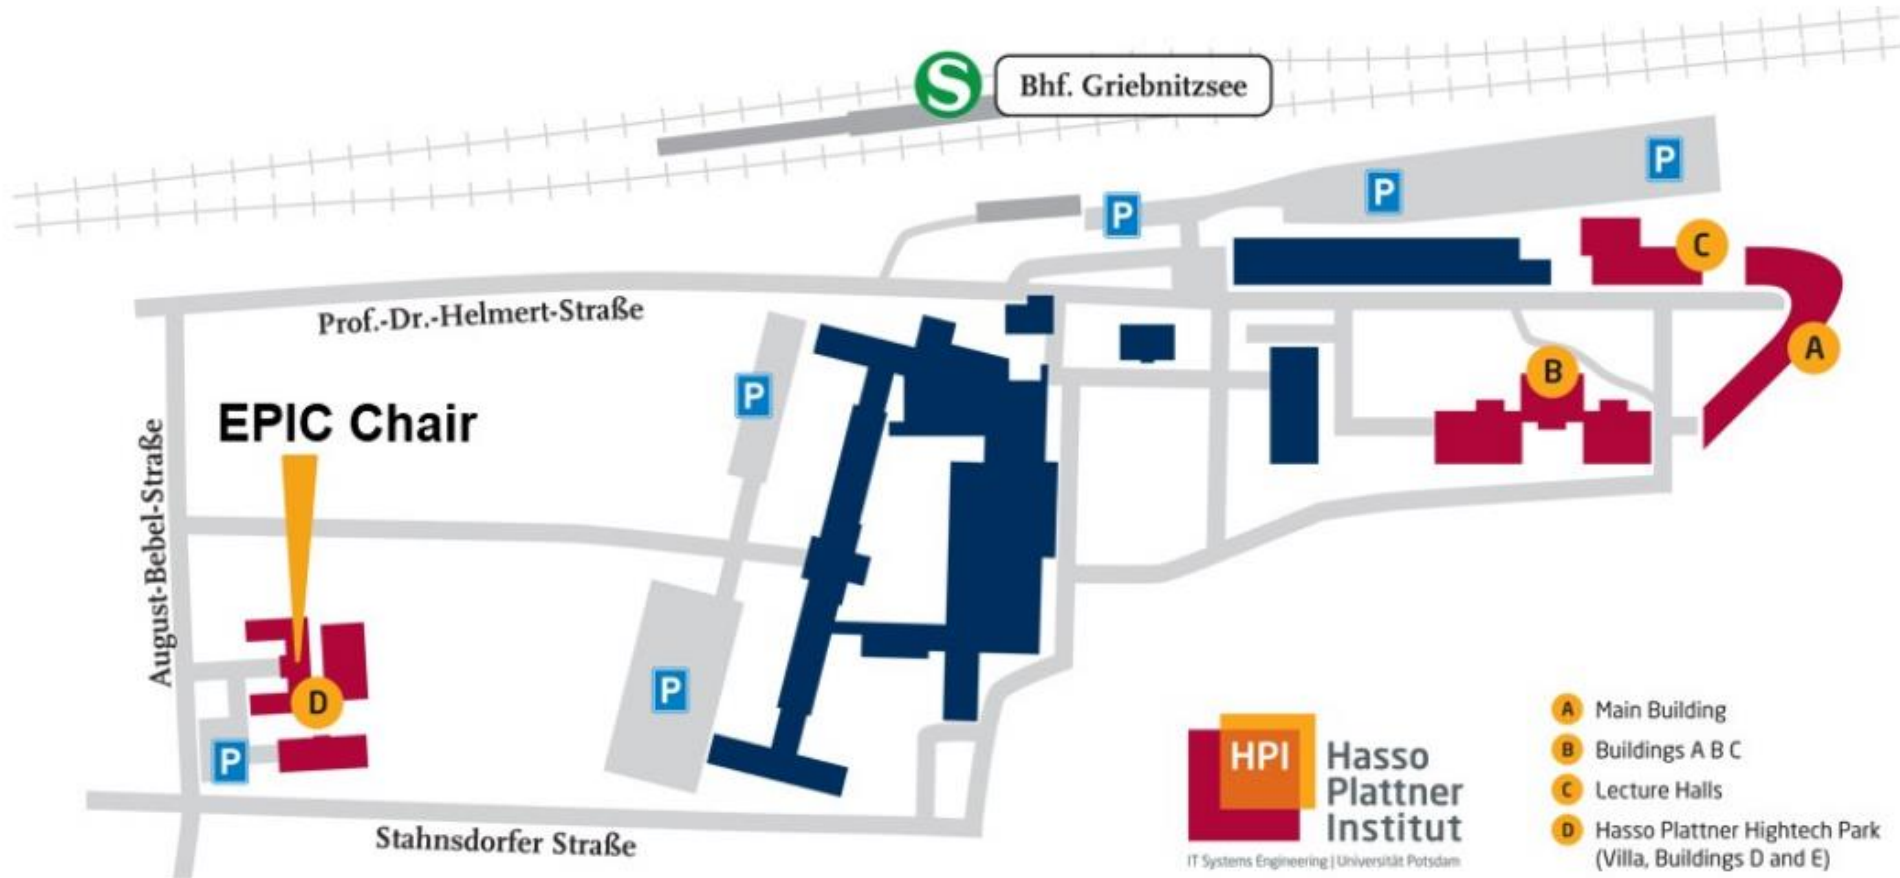 S
Bhf. Griebnitzsee
P
P
P
C
Prof.-Dr.-Helmert-Straße
A
B
P
EPIC Chair
August-Bebel-Straße
P
D
P
Stahnsdorfer Straße
HPI
Hasso
Plattner
Institut
IT Systems Engineering | Universität Potsdam
A Main Building
B Buildings A B C
C Lecture Halls
D Hasso Plattner Hightech Park
(Villa, Buildings D and E)